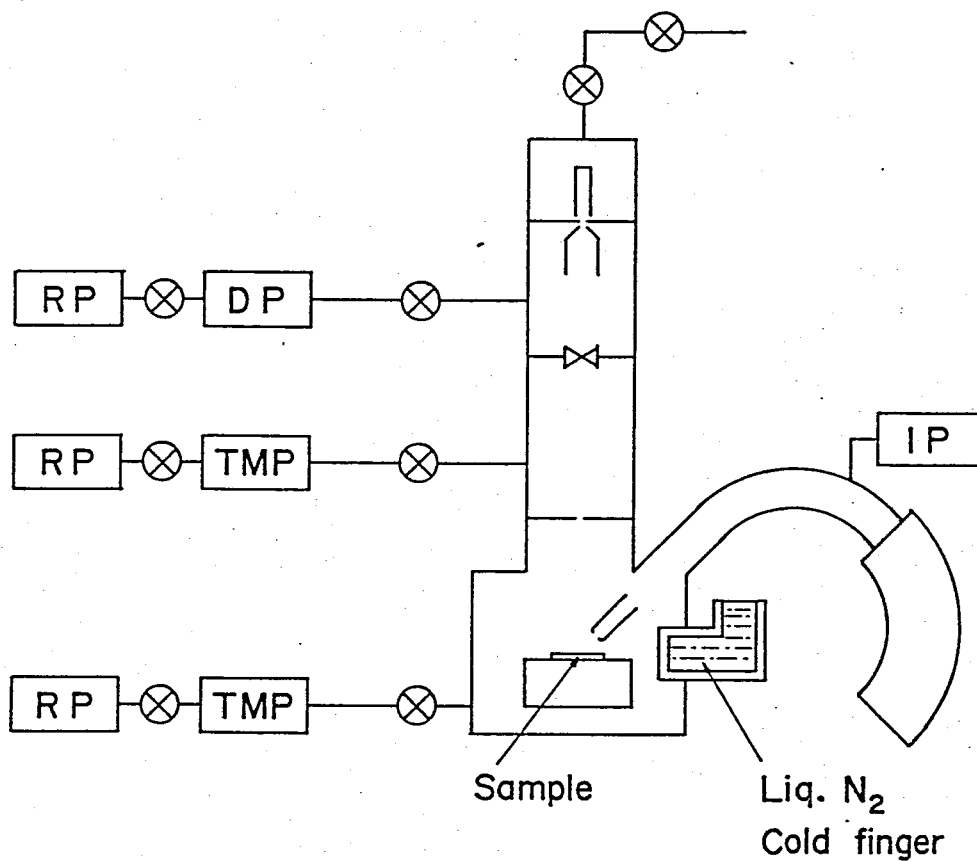 RP
DP
RP
TMP
IP
RP
TMP
Sample
Liq. N₂
Cold finger